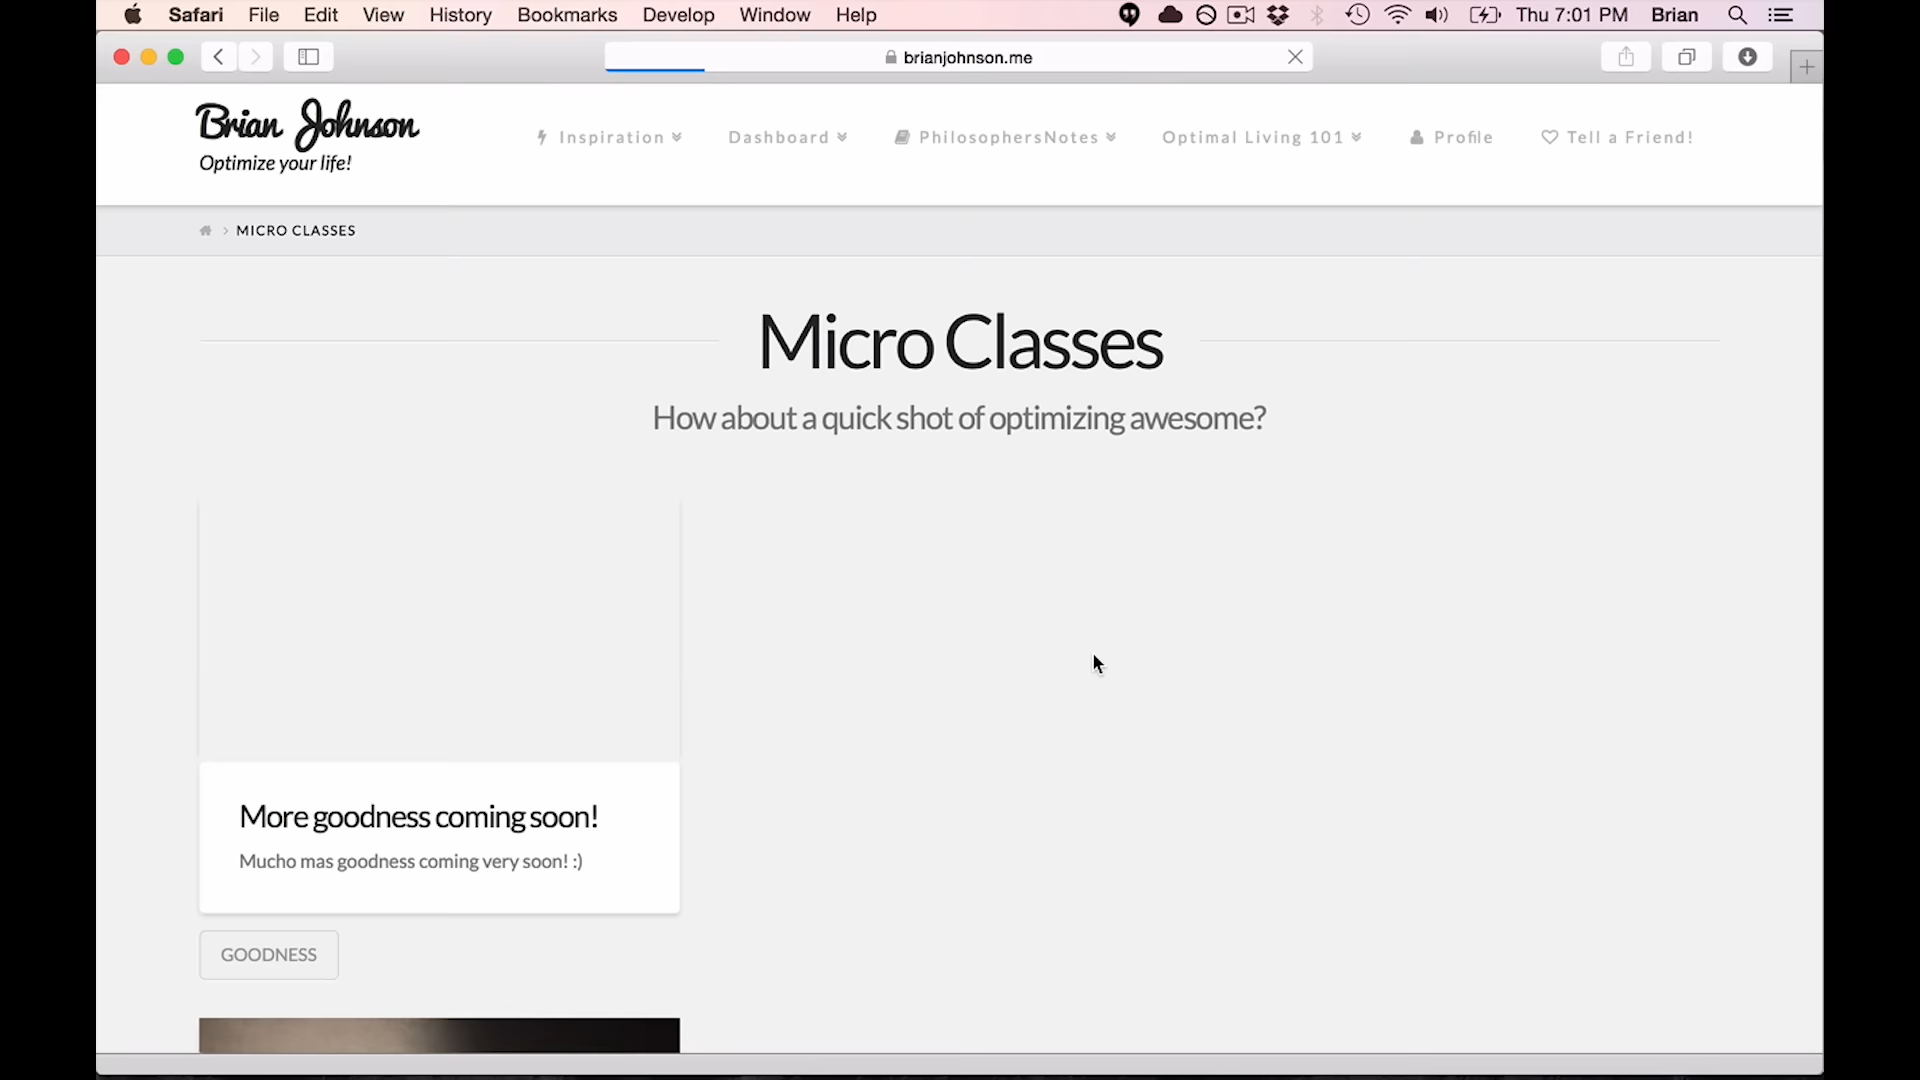 Safari File Edit View History Bookmarks Develop Window Help Thu 7:01 PM Brian
brianjohnson.me
Brian Johnson
Optimize your life!
Inspiration Dashboard PhilosophersNotes Optimal Living 101 Profile Tell a Friend!
MICRO CLASSES
Micro Classes
How about a quick shot of optimizing awesome?
More goodness coming soon!
Mucho mas goodness coming very soon! :)
GOODNESS